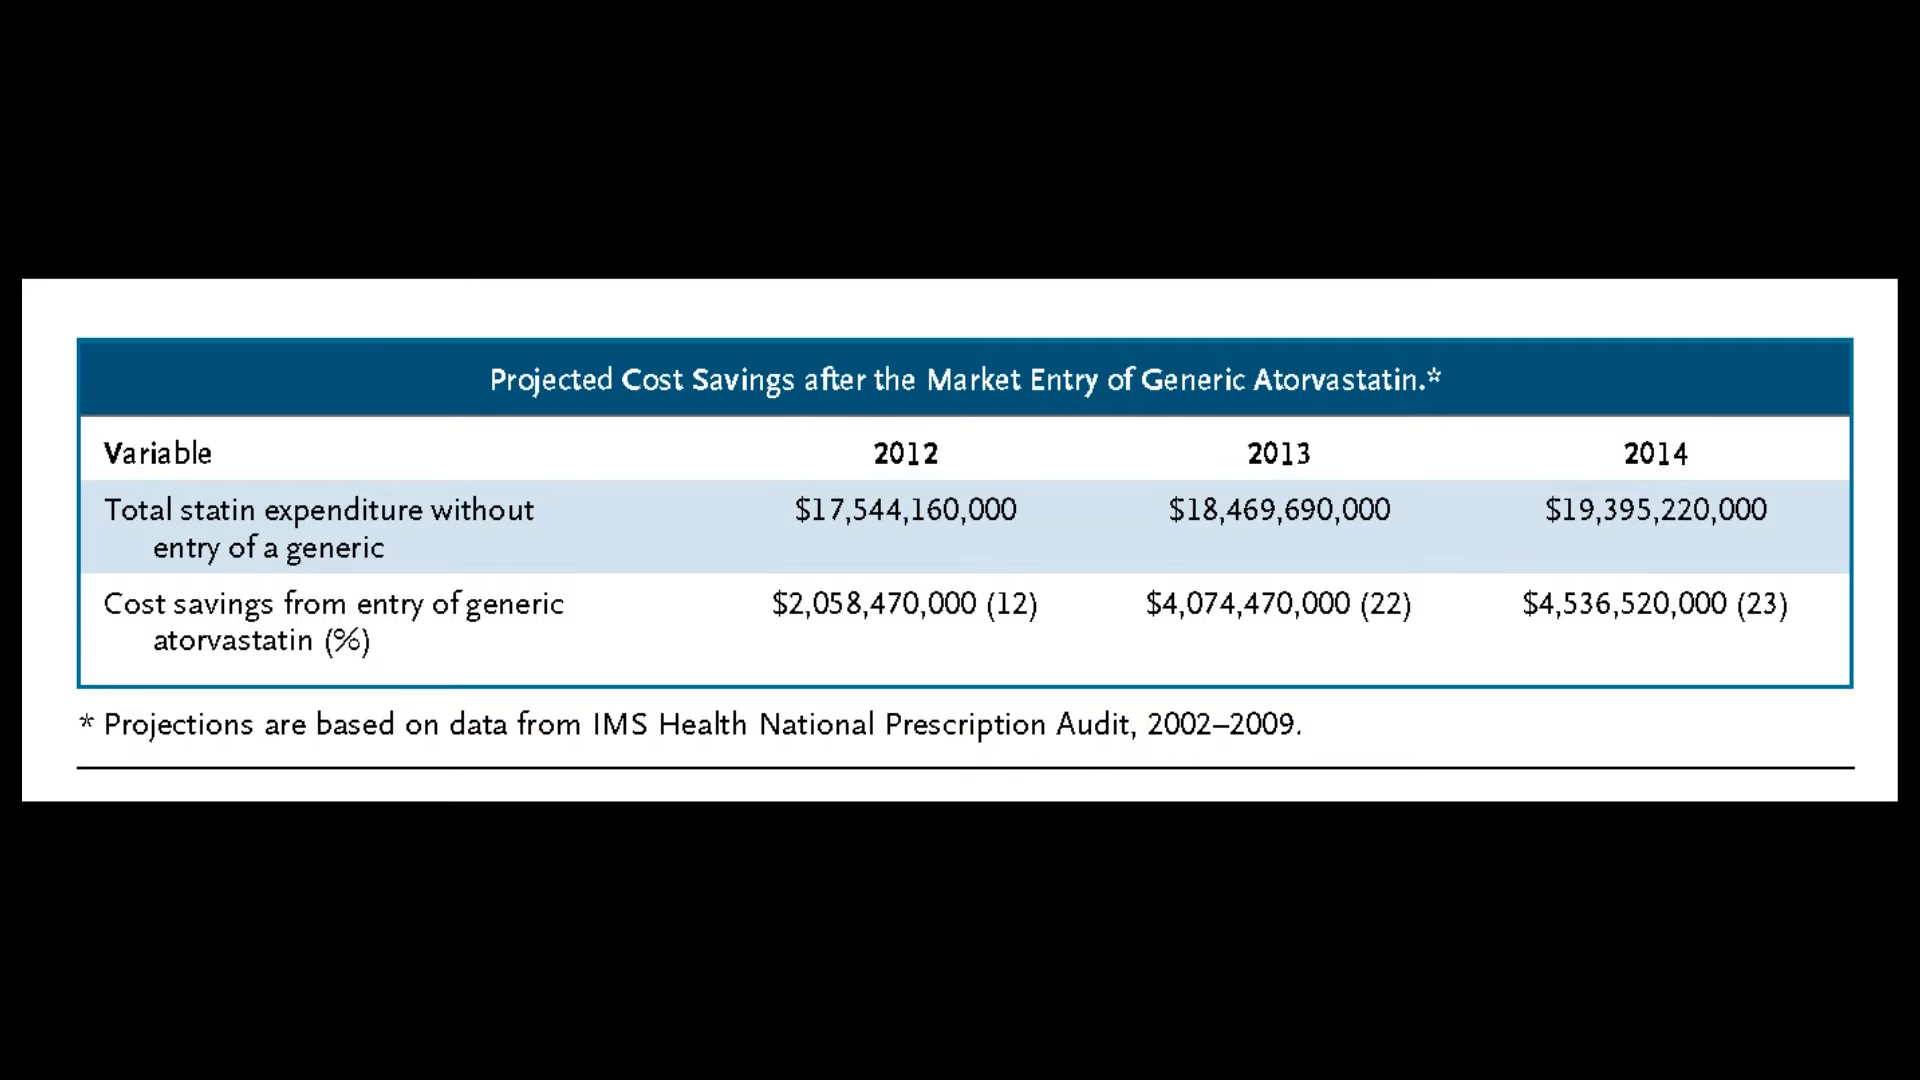 Projected Cost Savings after the Market Entry of Generic Atorvastatin.*
Variable 2012 2013 2014
Total statin expenditure without $17,544,160,000 $18,469,690,000 $19,395,220,000
entry of a generic
Cost savings from entry of generic $2,058,470,000 (12) $4,074,470,000 (22) $4,536,520,000 (23)
atorvastatin (%)
* Projections are based on data from IMS Health National Prescription Audit, 2002–2009.